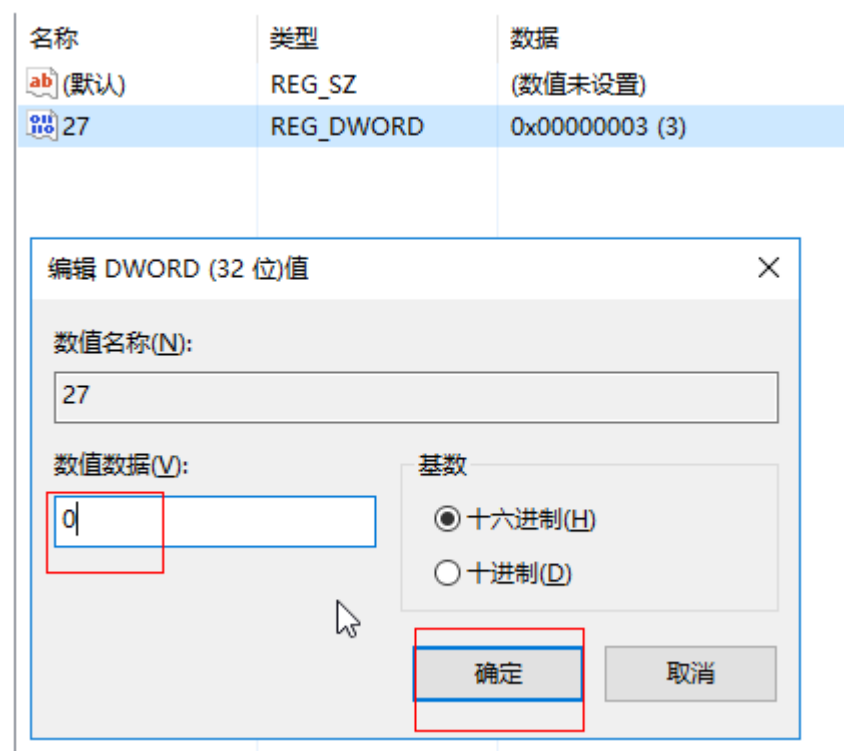 名称 类型 数据
ab (默认) REG_SZ (数值未设置)
27 REG_DWORD 0x00000003 (3)
编辑 DWORD (32 位)值
数值名称(N):
27
数值数据(V): 基数
0 十六进制(H)
十进制(D)
确定 取消